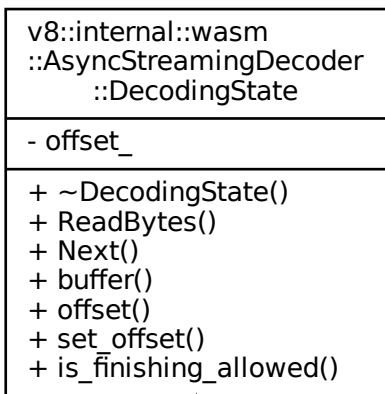 v8::internal::wasm
::AsyncStreamingDecoder
::DecodingState
- offset_
+ ~DecodingState()
+ ReadBytes()
+ Next()
+ buffer()
+ offset()
+ set_offset()
+ is_finishing_allowed()